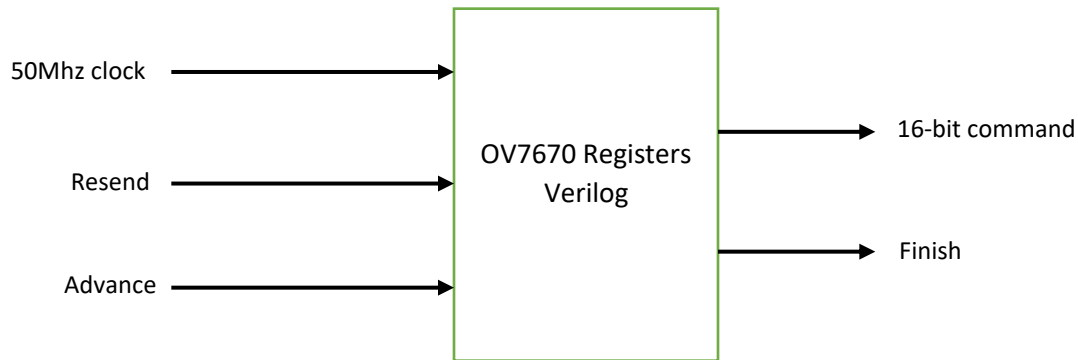 50Mhz clock
Resend
Advance
OV7670 Registers
Verilog
16-bit command
Finish